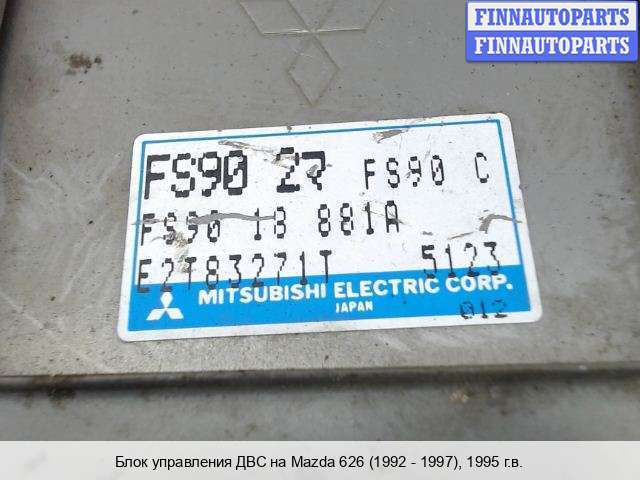 FINNAUTOPARTS
FINNAUTOPARTS
FS90 27 FS90 C
FS90 18 881A
E2T83271T 5123
MITSUBISHI ELECTRIC CORP.
JAPAN
012
Блок управления ДВС на Mazda 626 (1992 - 1997), 1995 г.в.